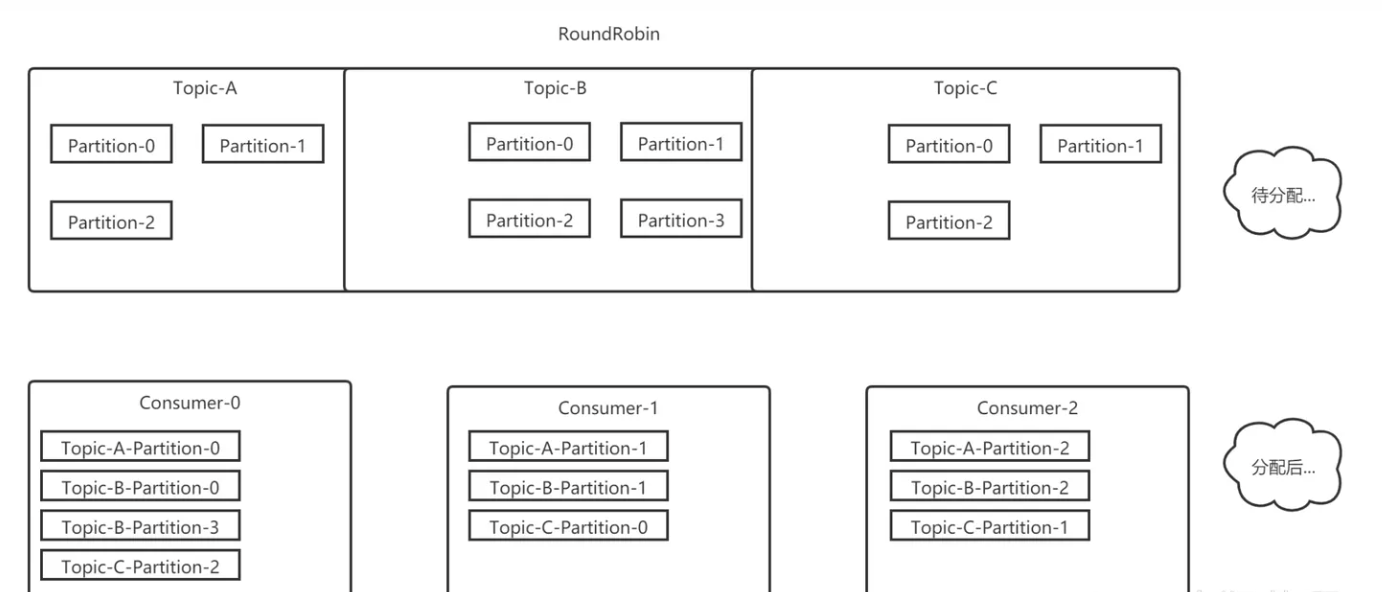 RoundRobin
Topic-A
Topic-B
Topic-C
Partition-0
Partition-1
Partition-0
Partition-1
Partition-0
Partition-1
待分配...
Partition-2
Partition-2
Partition-3
Partition-2
Consumer-0
Consumer-1
Consumer-2
Topic-A-Partition-0
Topic-A-Partition-1
Topic-A-Partition-2
分配后...
Topic-B-Partition-0
Topic-B-Partition-1
Topic-B-Partition-2
Topic-B-Partition-3
Topic-C-Partition-0
Topic-C-Partition-1
Topic-C-Partition-2